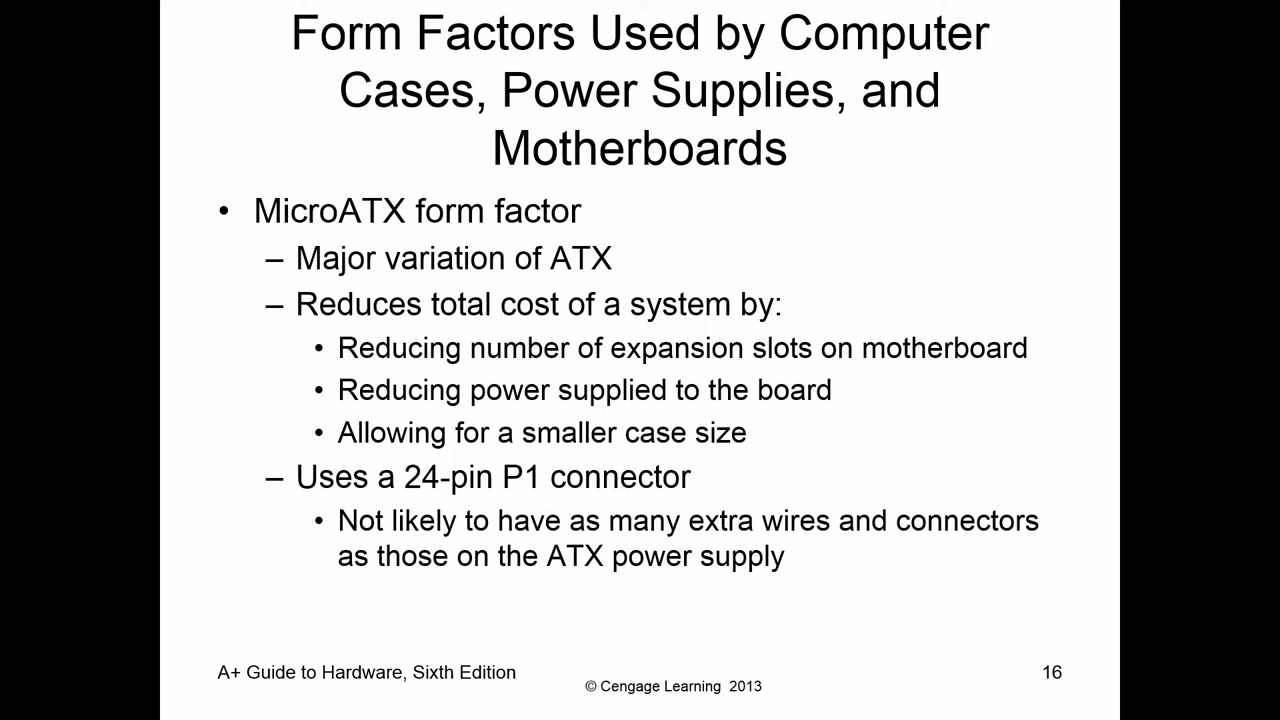 Form Factors Used by Computer
Cases, Power Supplies, and
Motherboards
• MicroATX form factor
– Major variation of ATX
– Reduces total cost of a system by:
• Reducing number of expansion slots on motherboard
• Reducing power supplied to the board
• Allowing for a smaller case size
– Uses a 24-pin P1 connector
• Not likely to have as many extra wires and connectors
as those on the ATX power supply
A+ Guide to Hardware, Sixth Edition
© Cengage Learning 2013
16